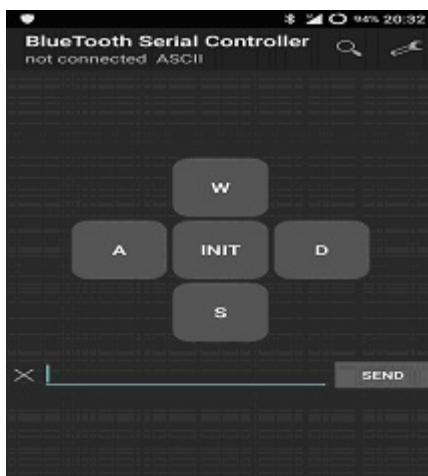 94% 20:32
BlueTooth Serial Controller
not connected ASCII
W
A INIT D
S
SEND